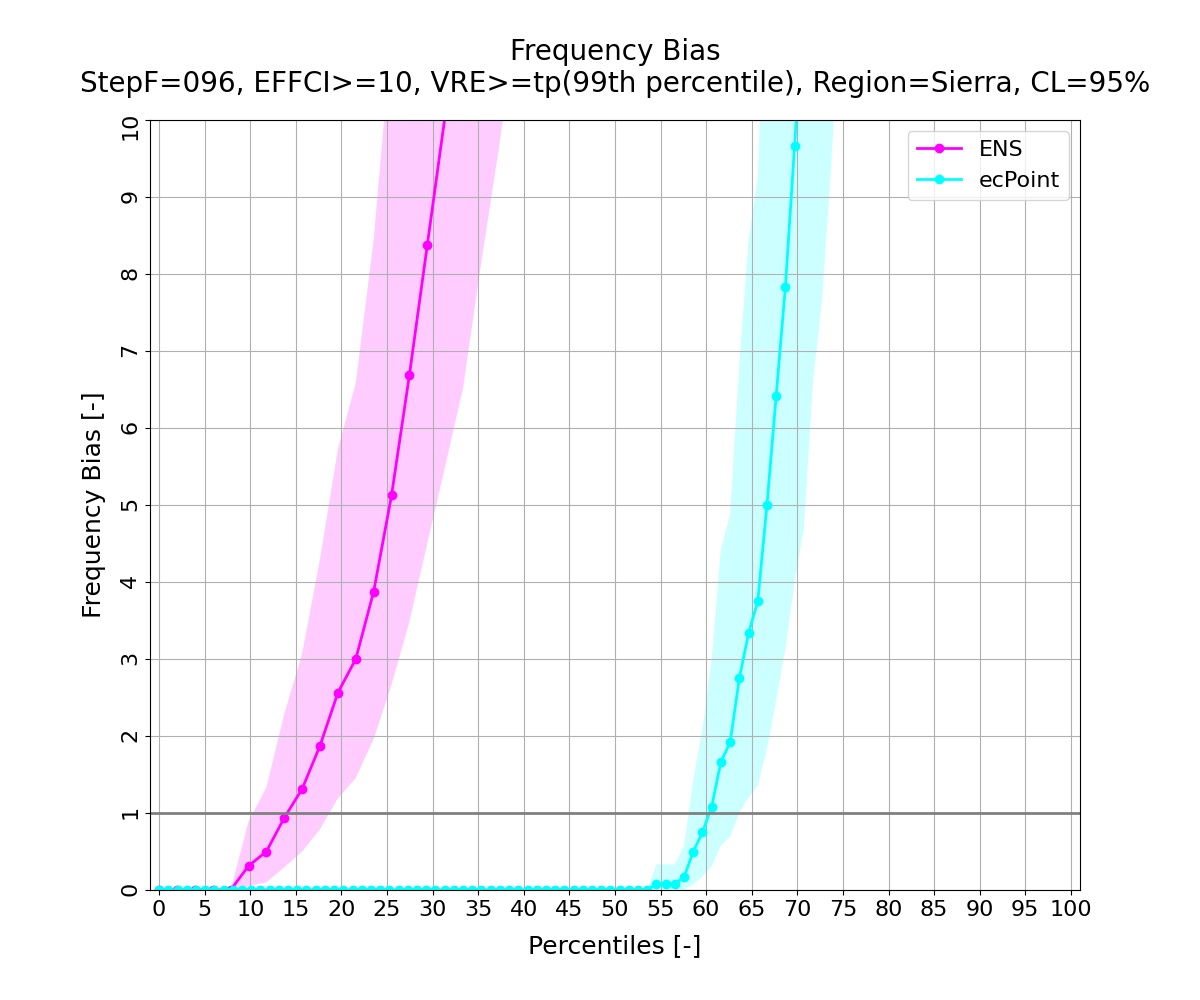 Frequency Bias
StepF=096, EFFCI>=10, VRE>=tp(99th percentile), Region=Sierra, CL=95%
ENS
ecPoint
Frequency Bias [-]
10
9
8
7
6
5
4
3
2
1
0
0 5 10 15 20 25 30 35 40 45 50 55 60 65 70 75 80 85 90 95 100
Percentiles [-]